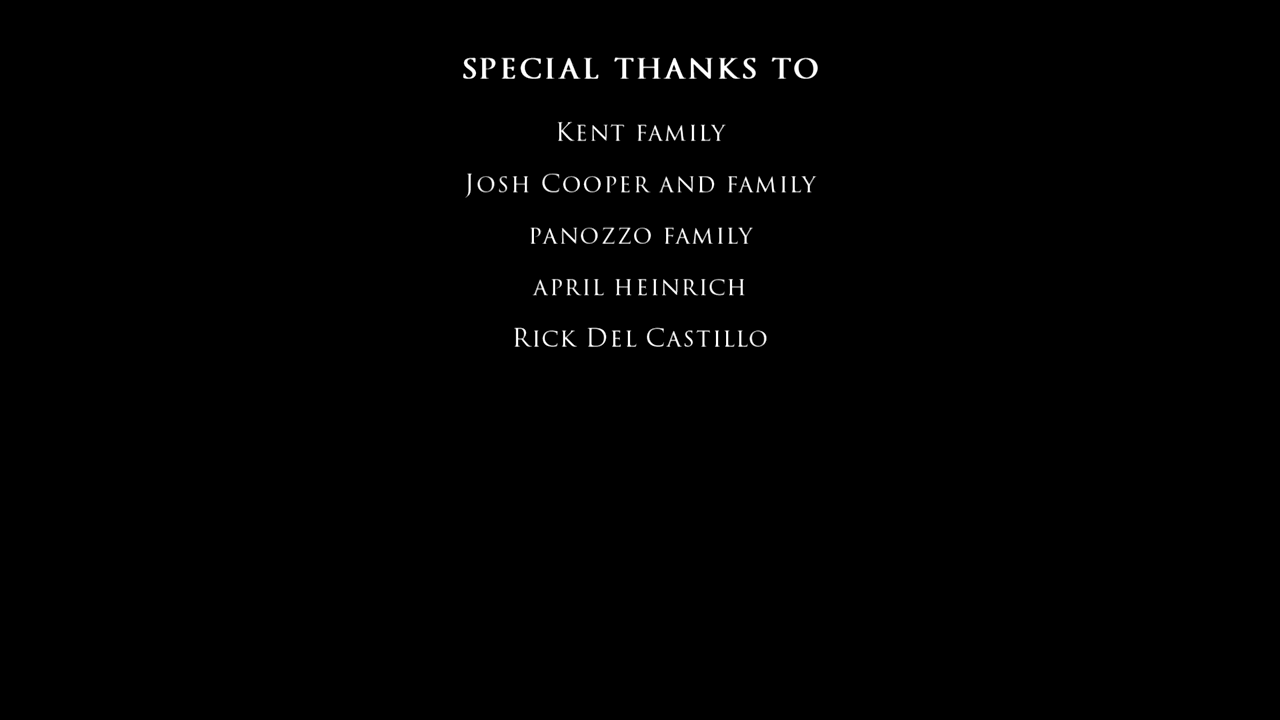 SPECIAL THANKS TO
KENT FAMILY
JOSH COOPER AND FAMILY
PANOZZO FAMILY
APRIL HEINRICH
RICK DEL CASTILLO